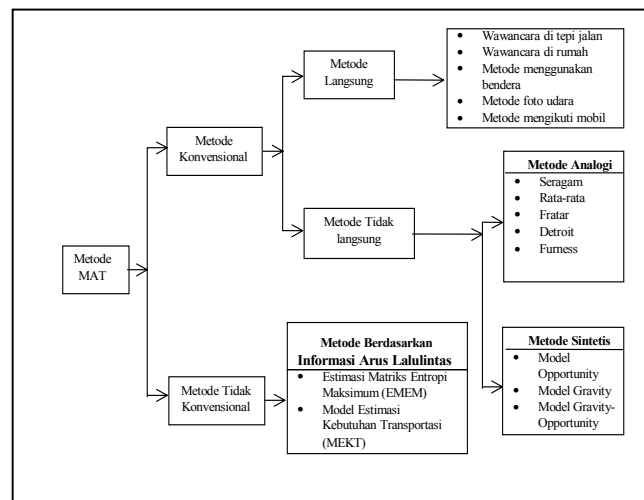 Metode
MAT
Metode
Konvensional
Metode
Langsung
• Wawancara di tepi jalan
• Wawancara di rumah
• Metode menggunakan
bendera
• Metode foto udara
• Metode mengikuti mobil
Metode Tidak
langsung
Metode Analogi
• Seragam
• Rata-rata
• Fratar
• Detroit
• Furness
Metode Sintetis
• Model
Opportunity
• Model Gravity
• Model Gravity-
Opportunity
Metode Tidak
Konvensional
Metode Berdasarkan
Informasi Arus Lalulintas
• Estimasi Matriks Entropi
Maksimum (EMEM)
• Model Estimasi
Kebutuhan Transportasi
(MEKT)